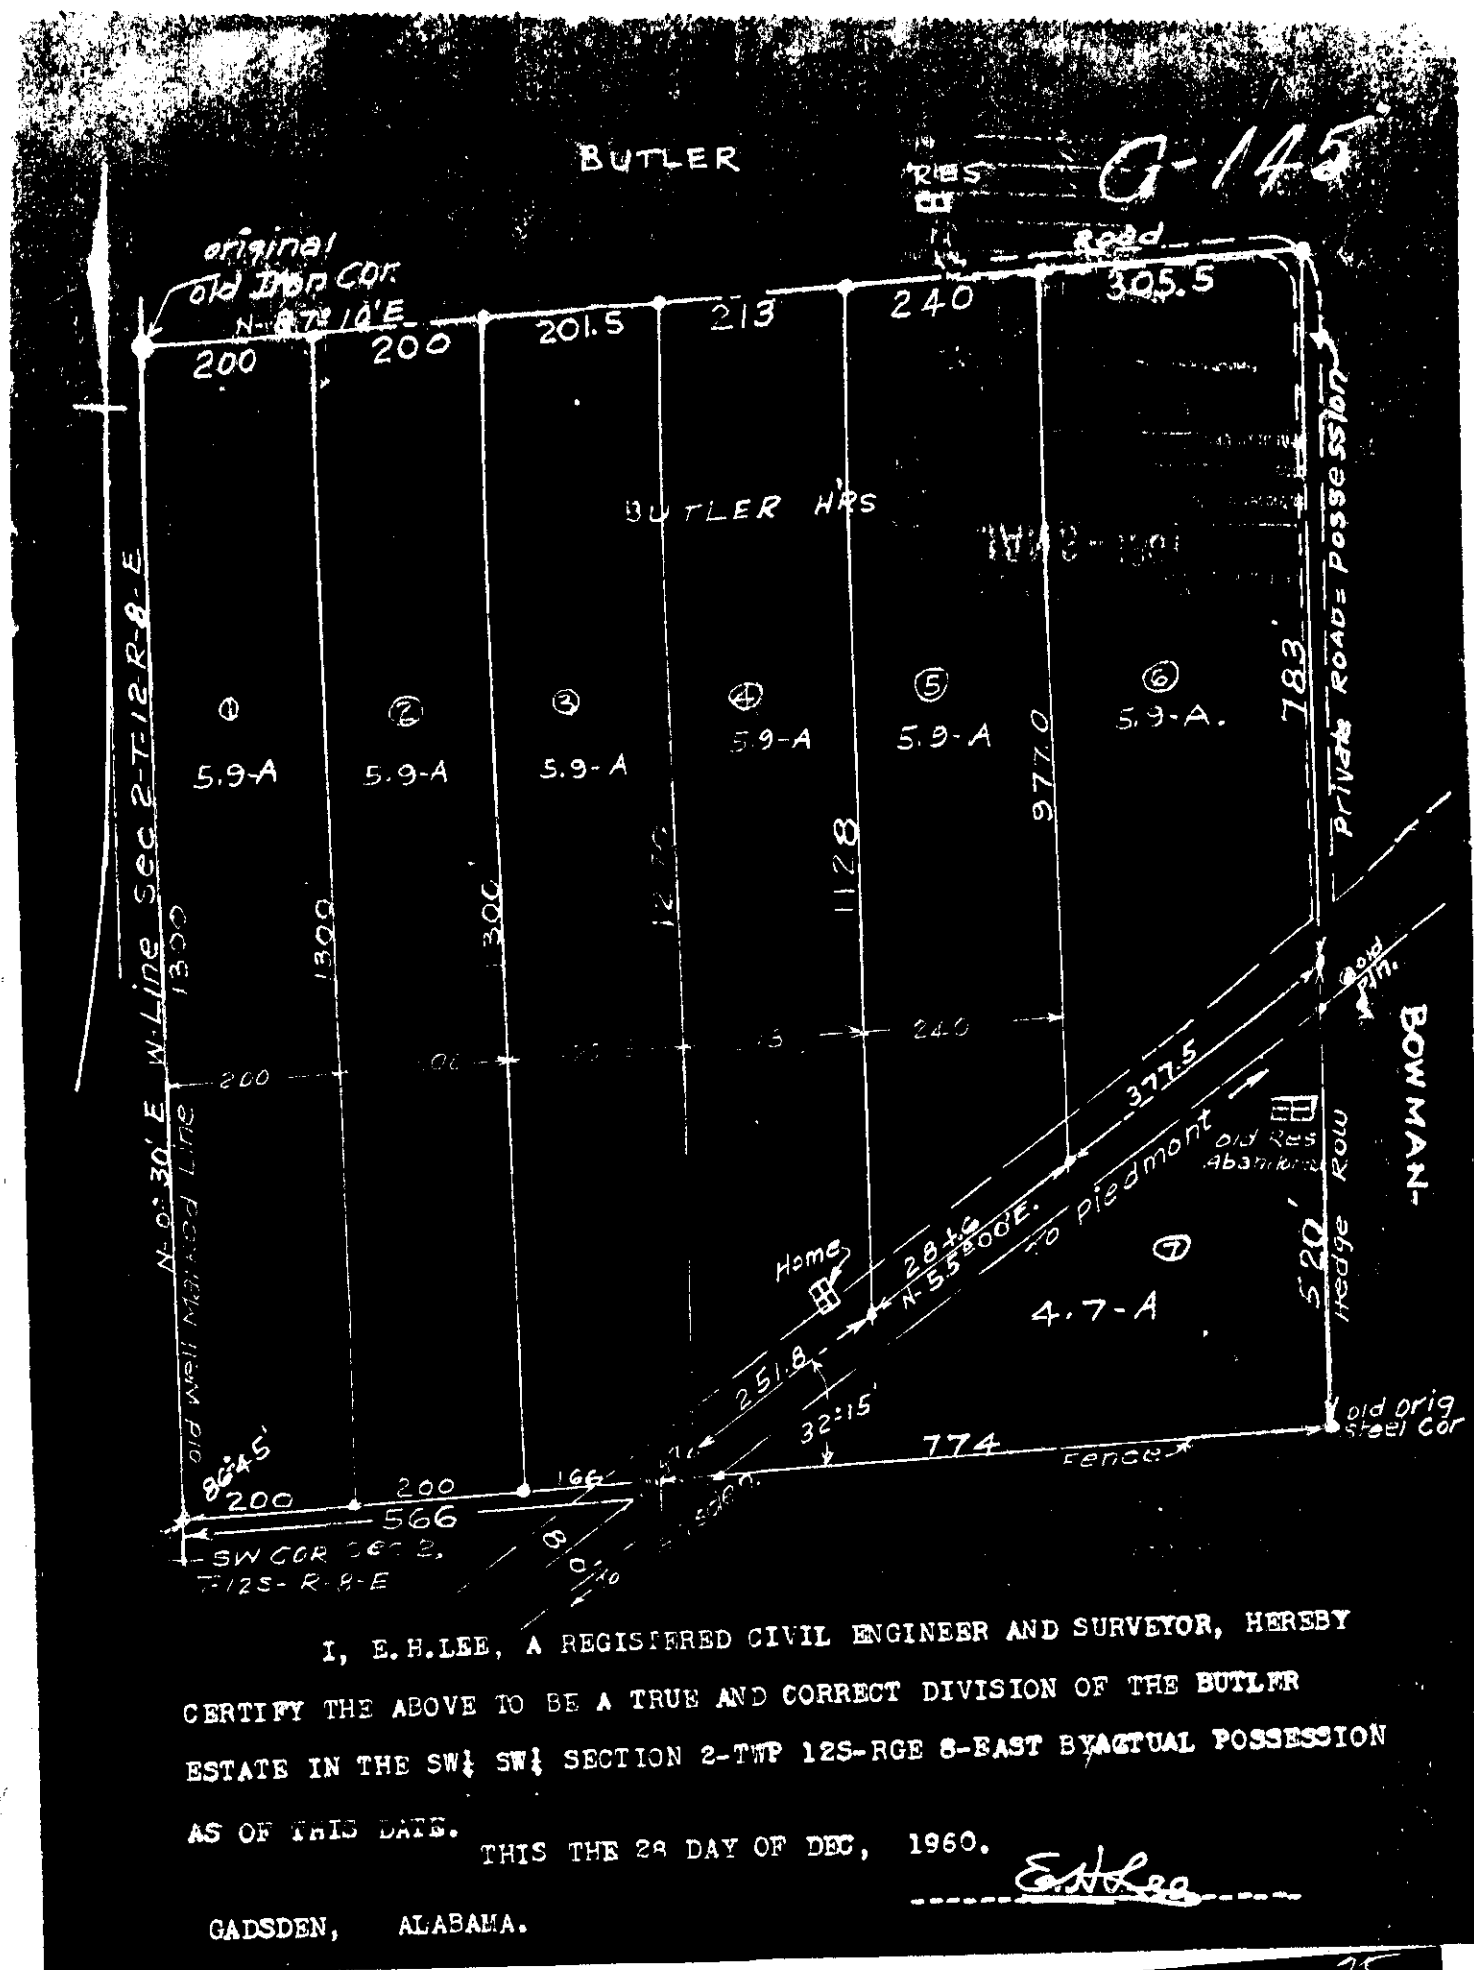 BUTLER
G-145
RES
Road
original
old Iron Cor.
N-87°10'E
200
200
201.5
213
240
305.5
BUTLER H'RS
Private ROAD = Possession
N-0°30' E W-Line Sec 2-T-12-R-8-E
Old Well Marked Line
1300
1300
1300
1128
977.0
783'
1
5.9-A
2
5.9-A
3
5.9-A
4
5.9-A
5
5.9-A
6
5.9-A.
200
240
377.5
old
Pin.
BOWMAN-
284.6
N-55°00'E.
To Piedmont
old Res
Abandoned
Home
251.8
32°15'
7
4.7-A
520'
Hedge Row
old orig
steel Cor
774
Fence
86°45'
200
200
166
566
80
To
SW COR Sec 2,
T-12S-R-8-E
I, E.H.LEE, A REGISTERED CIVIL ENGINEER AND SURVEYOR, HEREBY
CERTIFY THE ABOVE TO BE A TRUE AND CORRECT DIVISION OF THE BUTLER
ESTATE IN THE SW¼ SW¼ SECTION 2-TWP 12S-RGE 8-EAST BY ACTUAL POSSESSION
AS OF THIS DATE.
THIS THE 28 DAY OF DEC, 1960.
E.H.Lee
GADSDEN, ALABAMA.